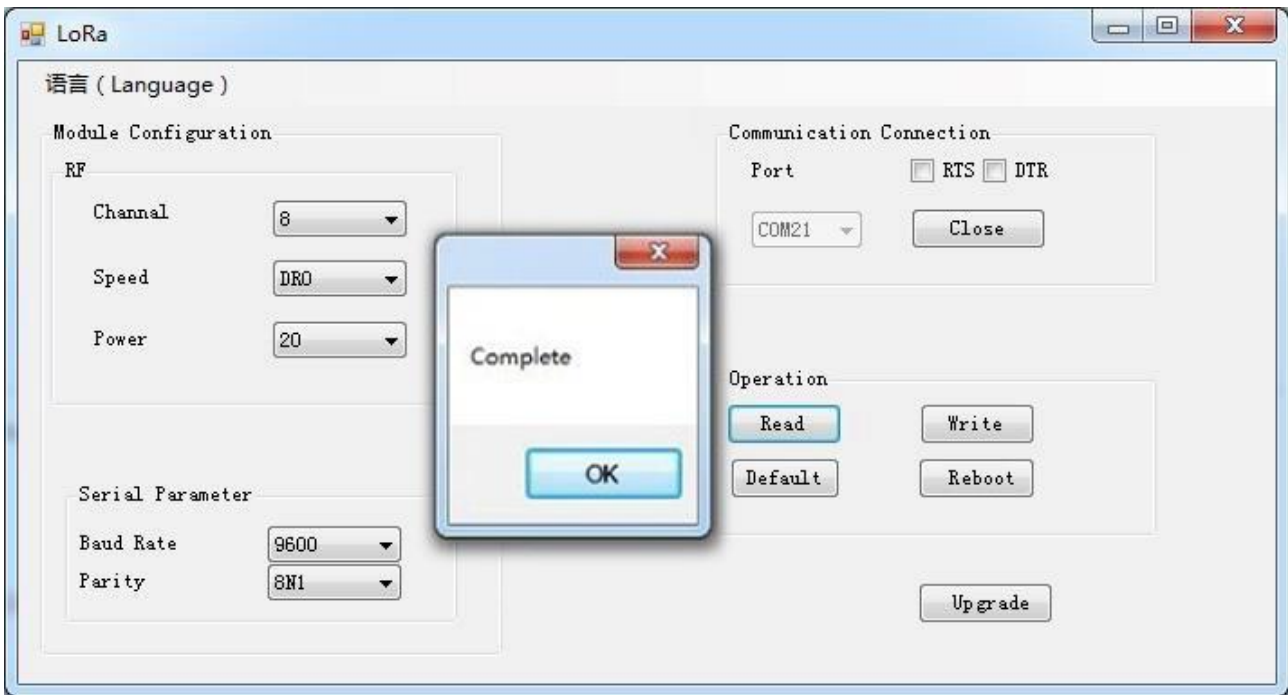 LoRa
语言（Language）
Module Configuration
RF
Channal 8
Speed DR0
Power 20
Serial Parameter
Baud Rate 9600
Parity 8N1
Communication Connection
Port RTS DTR
COM21 Close
Complete
OK
Operation
Read Write
Default Reboot
Upgrade